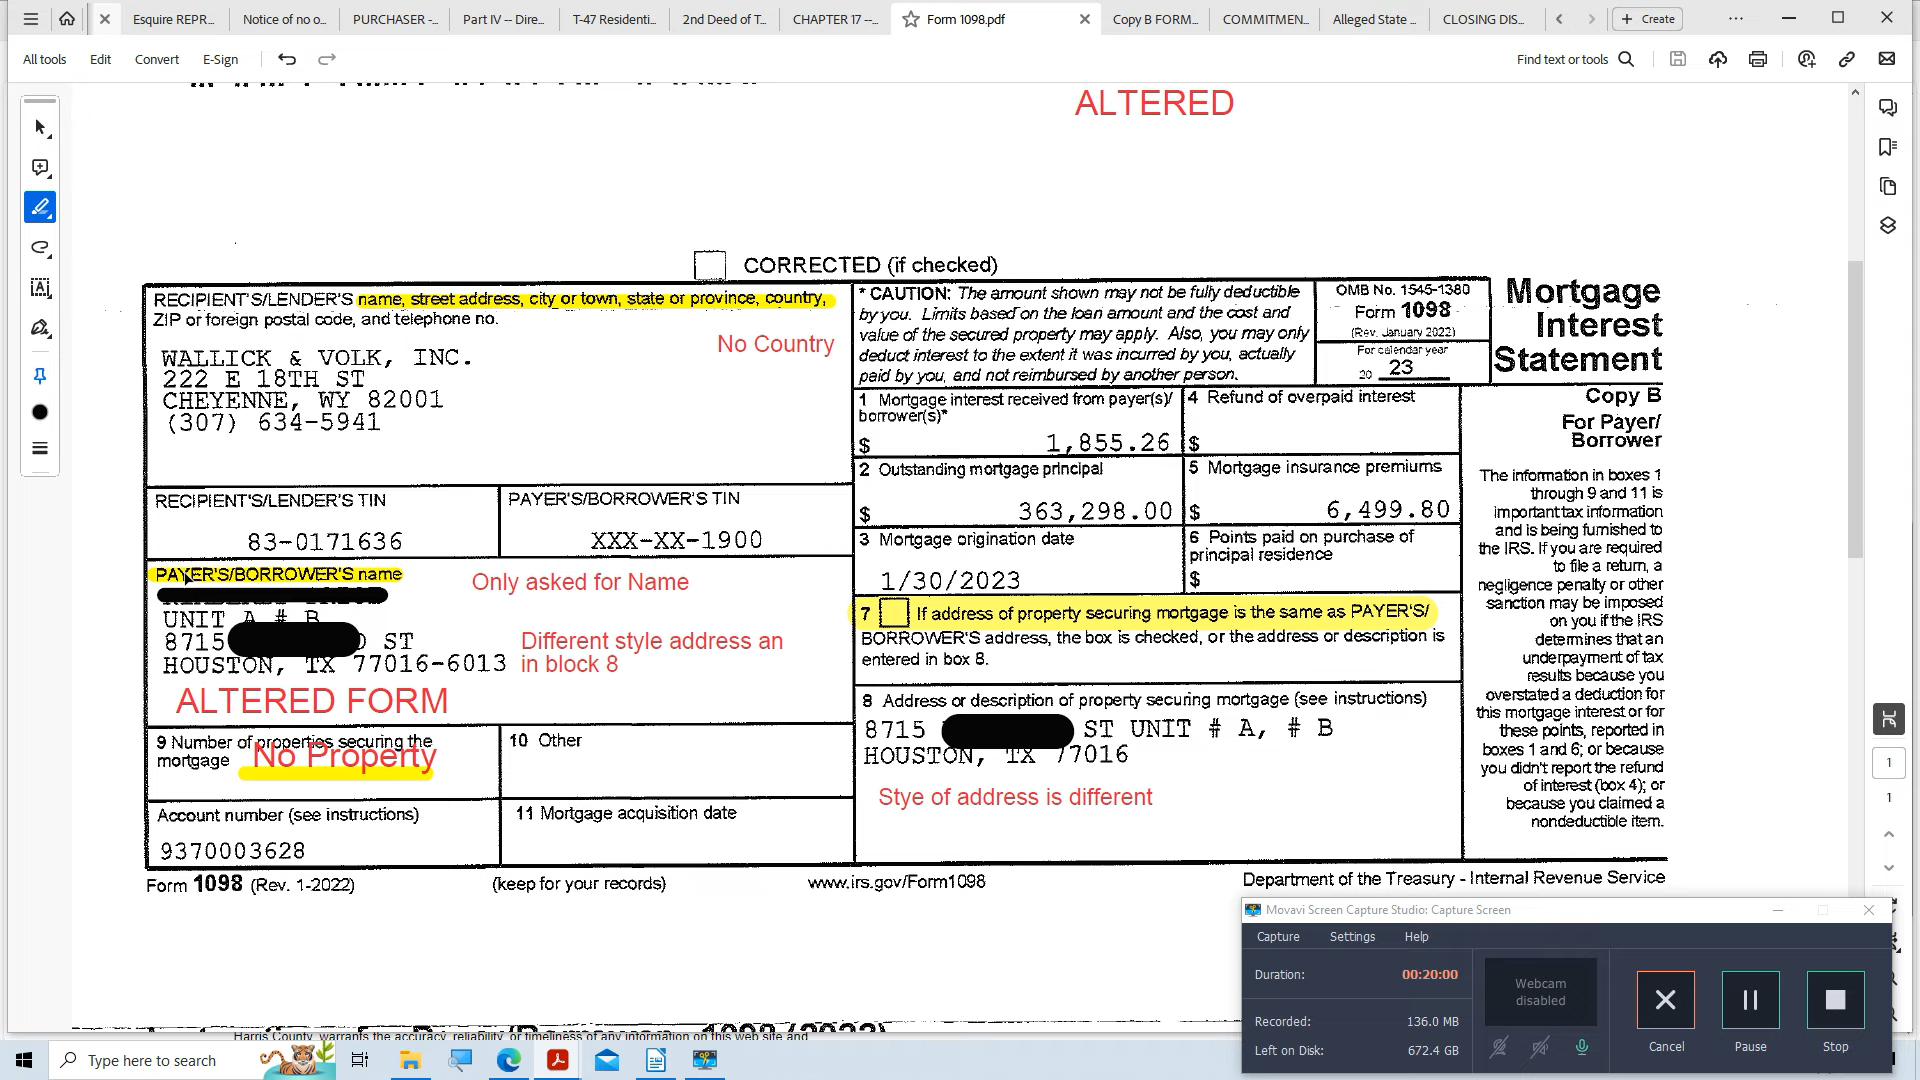 Esquire REPR...
Notice of no o...
PURCHASER -...
Part IV -- Dire...
T-47 Residenti...
2nd Deed of T...
CHAPTER 17 --...
Form 1098.pdf
Copy B FORM...
COMMITMEN...
Alleged State ...
CLOSING DIS...
Create
All tools
Edit
Convert
E-Sign
Find text or tools
ALTERED
CORRECTED (if checked)
RECIPIENT'S/LENDER'S name, street address, city or town, state or province, country,
ZIP or foreign postal code, and telephone no.
No Country
WALLICK & VOLK, INC.
222 E 18TH ST
CHEYENNE, WY 82001
(307) 634-5941
* CAUTION: The amount shown may not be fully deductible
by you. Limits based on the loan amount and the cost and
value of the secured property may apply. Also, you may only
deduct interest to the extent it was incurred by you, actually
paid by you, and not reimbursed by another person.
OMB No. 1545-1380
Form 1098
(Rev. January 2022)
For calendar year
20 23
Mortgage
Interest
Statement
1 Mortgage interest received from payer(s)/
borrower(s)*
$ 1,855.26
4 Refund of overpaid interest
$
Copy B
For Payer/
Borrower
2 Outstanding mortgage principal
$ 363,298.00
5 Mortgage insurance premiums
$ 6,499.80
RECIPIENT'S/LENDER'S TIN
83-0171636
PAYER'S/BORROWER'S TIN
XXX-XX-1900
3 Mortgage origination date
1/30/2023
6 Points paid on purchase of
principal residence
$
PAYER'S/BORROWER'S name
Only asked for Name
UNIT A # B
8715 ST
HOUSTON, TX 77016-6013
Different style address an
in block 8
ALTERED FORM
7 If address of property securing mortgage is the same as PAYER'S/
BORROWER'S address, the box is checked, or the address or description is
entered in box 8.
8 Address or description of property securing mortgage (see instructions)
8715 ST UNIT # A, # B
HOUSTON, TX 77016
Stye of address is different
9 Number of properties securing the
mortgage
No Property
10 Other
Account number (see instructions)
9370003628
11 Mortgage acquisition date
The information in boxes 1
through 9 and 11 is
important tax information
and is being furnished to
the IRS. If you are required
to file a return, a
negligence penalty or other
sanction may be imposed
on you if the IRS
determines that an
underpayment of tax
results because you
overstated a deduction for
this mortgage interest or for
these points, reported in
boxes 1 and 6; or because
you didn't report the refund
of interest (box 4); or
because you claimed a
nondeductible item.
Form 1098 (Rev. 1-2022)
(keep for your records)
www.irs.gov/Form1098
Department of the Treasury - Internal Revenue Service
1
1
Movavi Screen Capture Studio: Capture Screen
Capture
Settings
Help
Duration:
00:20:00
Webcam
disabled
Recorded:
136.0 MB
Left on Disk:
672.4 GB
Cancel
Pause
Stop
Type here to search